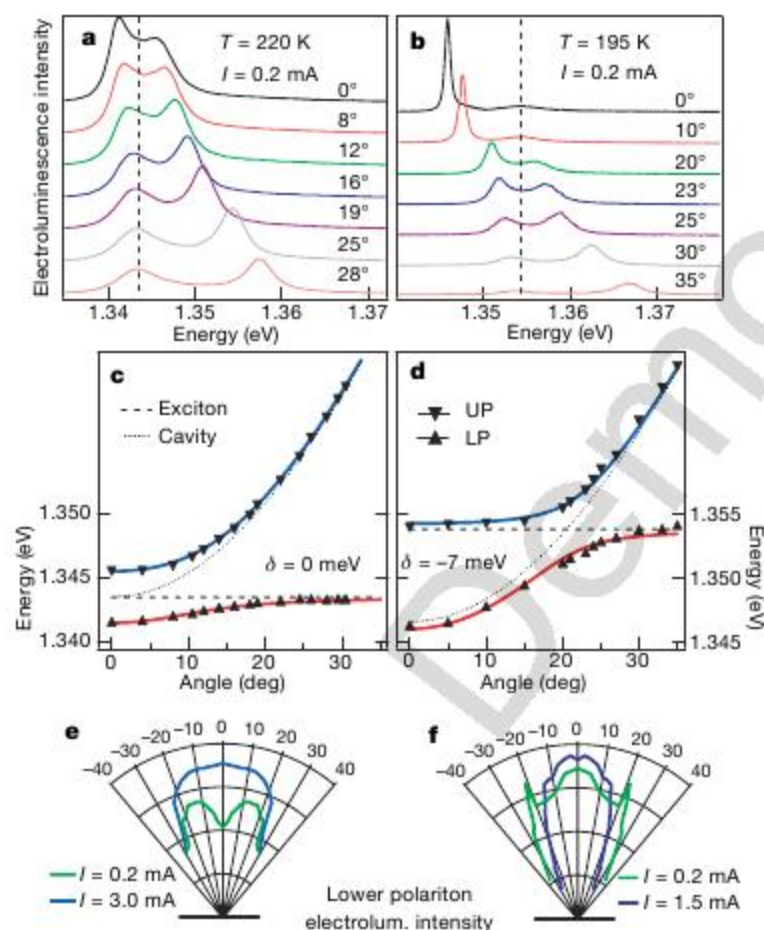 a
T = 220 K
I = 0.2 mA
0°
8°
12°
16°
19°
25°
28°
Electroluminescence intensity
1.34 1.35 1.36 1.37
Energy (eV)
b
T = 195 K
I = 0.2 mA
0°
10°
20°
23°
25°
30°
35°
1.35 1.36 1.37
Energy (eV)
c
Exciton
Cavity
δ = 0 meV
1.350
1.345
1.340
Energy (eV)
0 10 20 30
Angle (deg)
d
UP
LP
δ = −7 meV
1.355
1.350
1.345
Energy (eV)
0 10 20 30
Angle (deg)
e
−40 −30 −20 −10 0 10 20 30 40
I = 0.2 mA
I = 3.0 mA
f
−40 −30 −20 −10 0 10 20 30 40
I = 0.2 mA
I = 1.5 mA
Lower polariton
electrolum. intensity
Demo